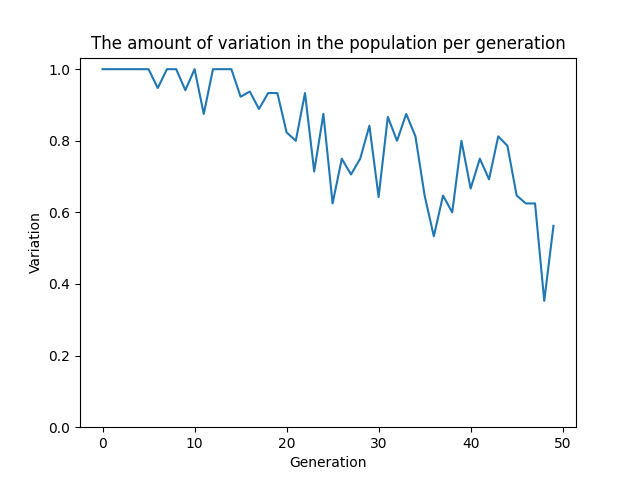 The amount of variation in the population per generation
1.0
0.8
0.6
0.4
0.2
0.0
Variation
0 10 20 30 40 50
Generation